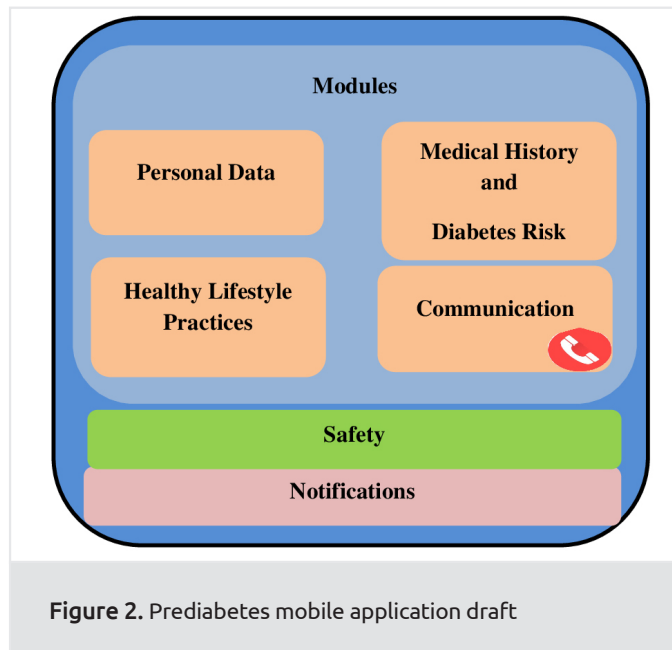 Modules
Personal Data
Medical History
and
Diabetes Risk
Healthy Lifestyle
Practices
Communication
Safety
Notifications
Figure 2. Prediabetes mobile application draft